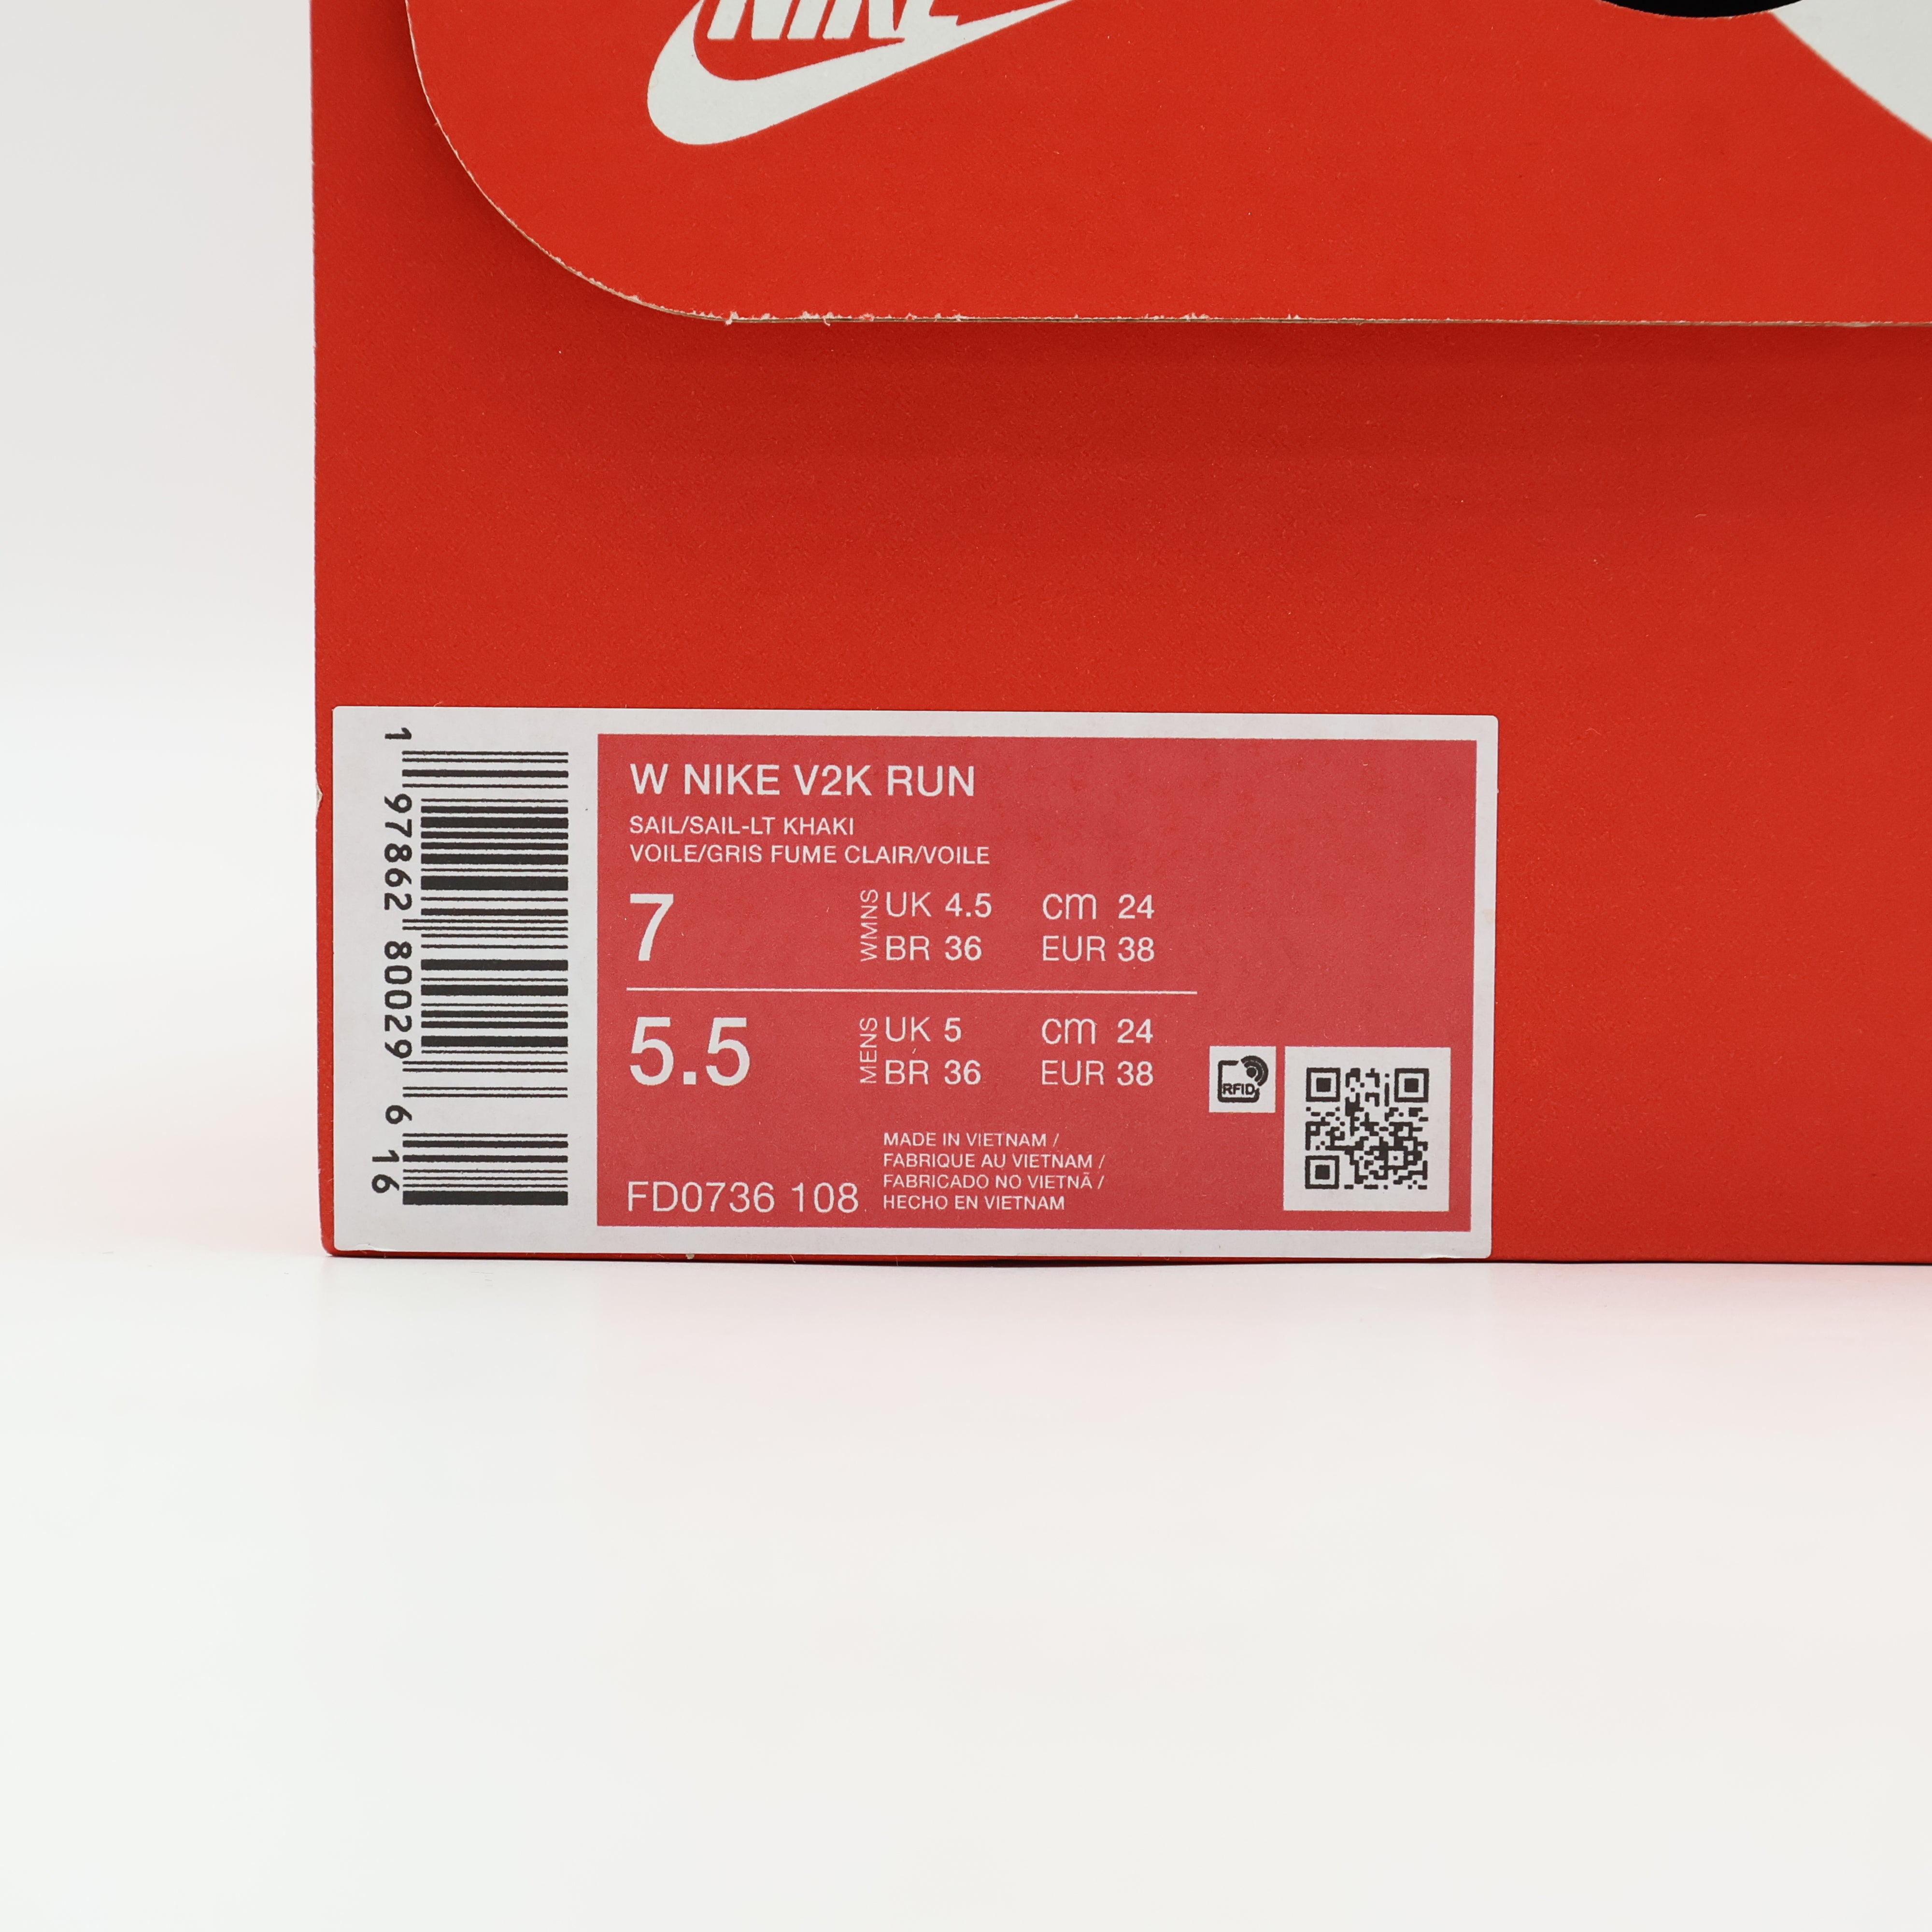 NIKE
1 97862 80029 6 16
W NIKE V2K RUN
SAIL/SAIL-LT KHAKI
VOILE/GRIS FUME CLAIR/VOILE
7 WMNS UK 4.5 cm 24
BR 36 EUR 38
5.5 MENS UK 5 cm 24
BR 36 EUR 38
RFID
MADE IN VIETNAM /
FABRIQUE AU VIETNAM /
FABRICADO NO VIETNÃ /
HECHO EN VIETNAM
FD0736 108